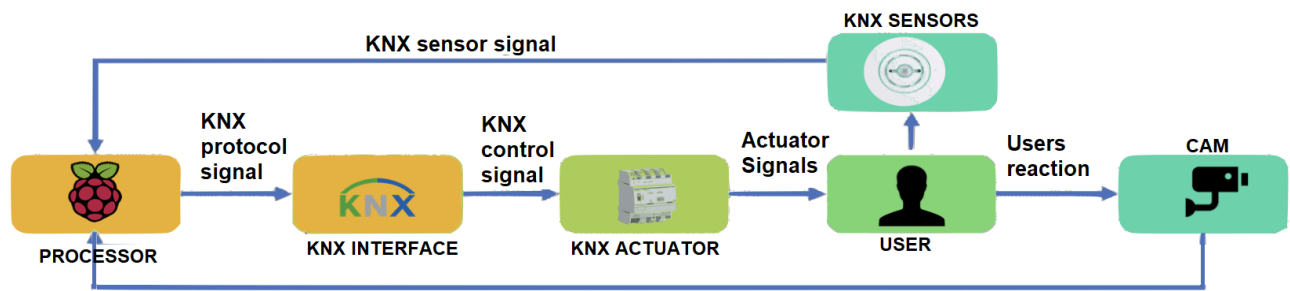 KNX SENSORS
KNX sensor signal
KNX
protocol
signal
KNX
control
signal
Actuator
Signals
Users
reaction
CAM
KNX
PROCESSOR
KNX INTERFACE
KNX ACTUATOR
USER